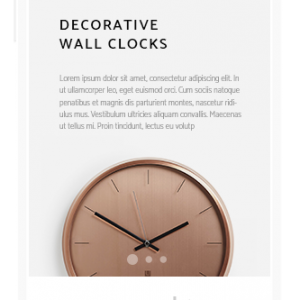 DECORATIVE
WALL CLOCKS
Lorem ipsum dolor sit amet, consectetur adipiscing elit. In
ut ullamcorper leo, eget euismod orci. Cum sociis natoque
penatibus et magnis dis parturient montes, nascetur ridi-
ulus mus. Vestibulum ultricies aliquam convallis. Maecenas
ut tellus mi. Proin tincidunt, lectus eu volutp